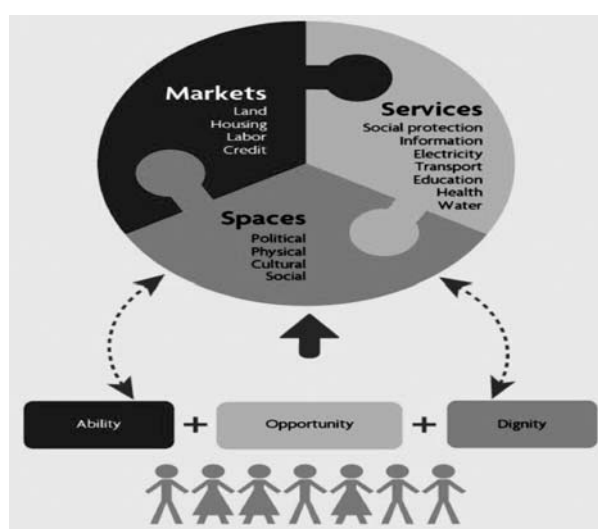 Markets
Land
Housing
Labor
Credit
Services
Social protection
Information
Electricity
Transport
Education
Health
Water
Spaces
Political
Physical
Cultural
Social
Ability + Opportunity + Dignity